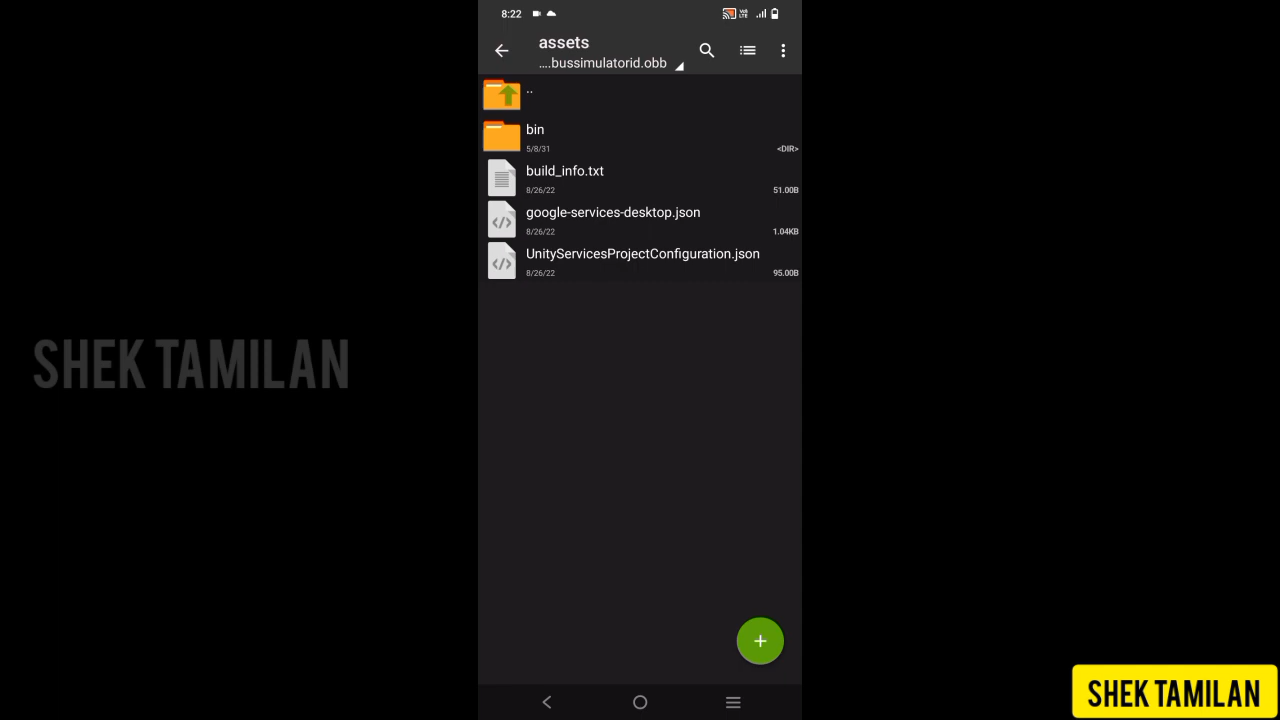 8:22
assets
....bussimulatorid.obb
..
bin
5/8/31
<DIR>
build_info.txt
8/26/22
51.00B
google-services-desktop.json
8/26/22
1.04KB
UnityServicesProjectConfiguration.json
8/26/22
95.00B
SHEK TAMILAN
SHEK TAMILAN